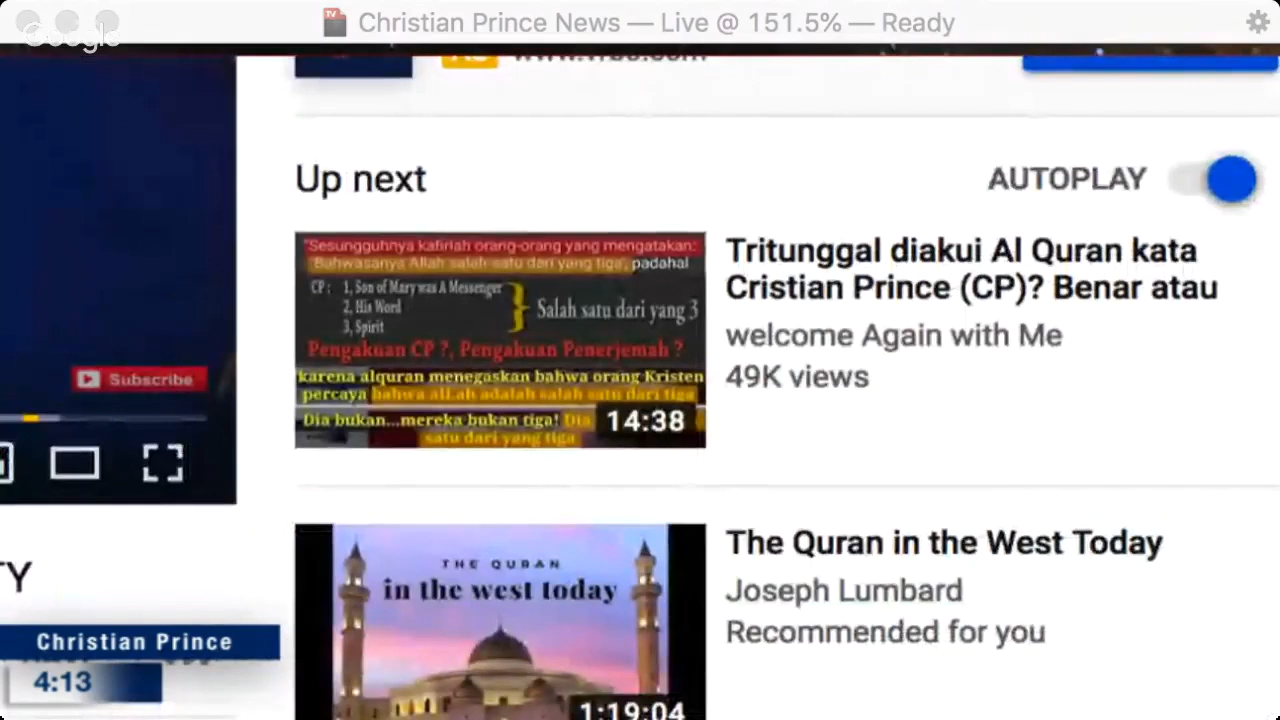 Christian Prince News — Live @ 151.5% — Ready
Google
Up next
AUTOPLAY
"Sesungguhnya kafirlah orang-orang yang mengatakan:
"Bahwasanya Allah salah satu dari yang tiga", padahal
CP : 1, Son of Mary was A Messenger
2, His Word
3, Spirit
Salah satu dari yang 3
Pengakuan CP ?, Pengakuan Penerjemah ?
karena alquran menegaskan bahwa orang Kristen
percaya bahwa alLah adalah salah satu dari tiga
Dia bukan...mereka bukan tiga! Dia
satu dari yang tiga
14:38
Tritunggal diakui Al Quran kata
Cristian Prince (CP)? Benar atau
welcome Again with Me
49K views
Subscribe
THE QURAN
in the west today
1:19:04
The Quran in the West Today
Joseph Lumbard
Recommended for you
TY
Christian Prince
4:13